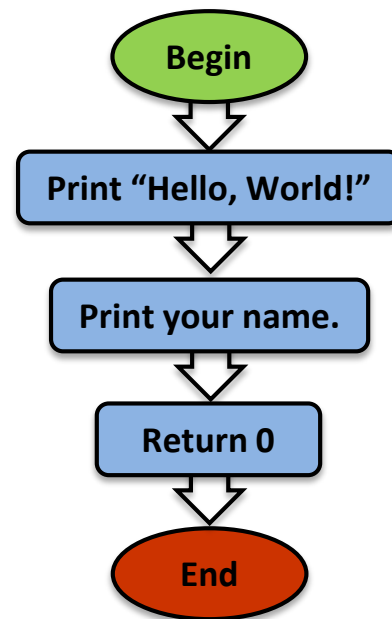 Begin
Print “Hello, World!”
Print your name.
Return 0
End